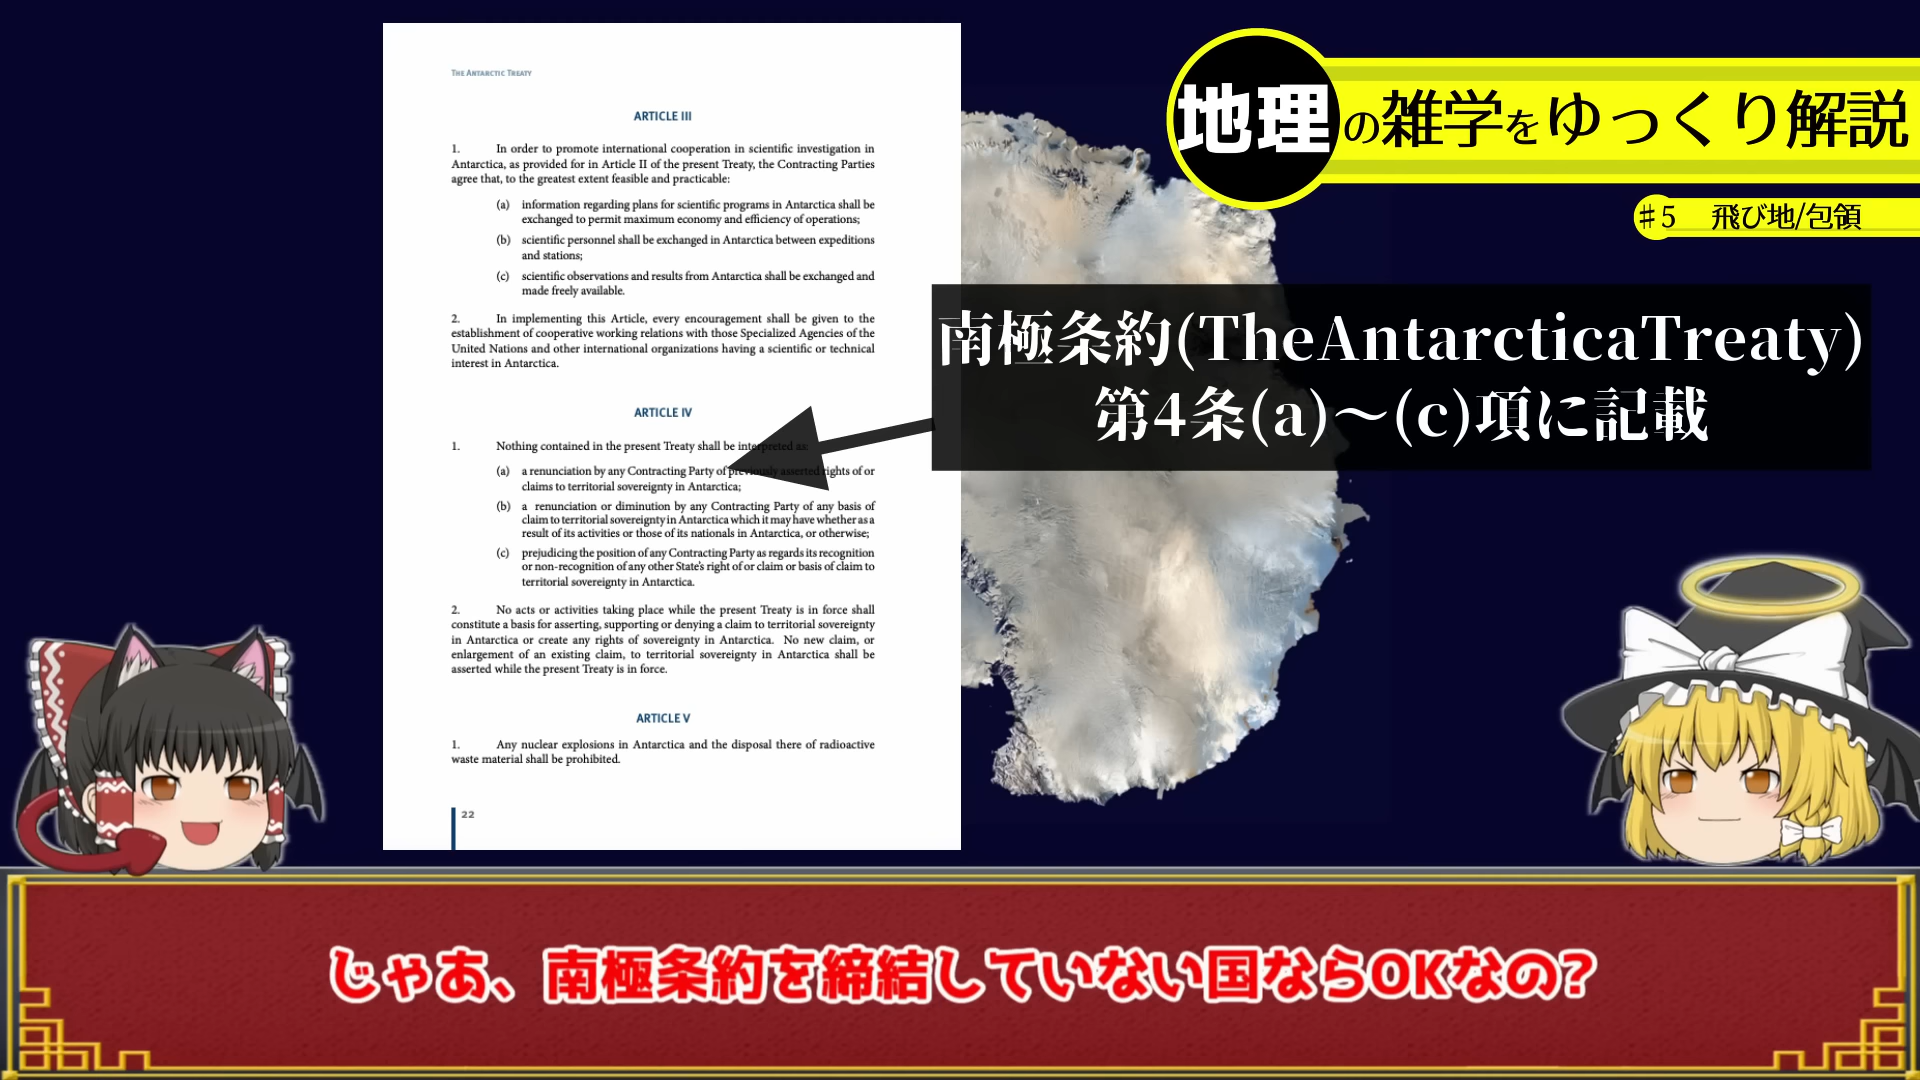 THE ANTARCTIC TREATY
ARTICLE III
1. In order to promote international cooperation in scientific investigation in
Antarctica, as provided for in Article II of the present Treaty, the Contracting Parties
agree that, to the greatest extent feasible and practicable:
(a) information regarding plans for scientific programs in Antarctica shall be
exchanged to permit maximum economy and efficiency of operations;
(b) scientific personnel shall be exchanged in Antarctica between expeditions
and stations;
(c) scientific observations and results from Antarctica shall be exchanged and
made freely available.
2. In implementing this Article, every encouragement shall be given to the
establishment of cooperative working relations with those Specialized Agencies of the
United Nations and other international organizations having a scientific or technical
interest in Antarctica.
ARTICLE IV
1. Nothing contained in the present Treaty shall be interpreted as:
(a) a renunciation by any Contracting Party of previously asserted rights of or
claims to territorial sovereignty in Antarctica;
(b) a renunciation or diminution by any Contracting Party of any basis of
claim to territorial sovereignty in Antarctica which it may have whether as a
result of its activities or those of its nationals in Antarctica, or otherwise;
(c) prejudicing the position of any Contracting Party as regards its recognition
or non-recognition of any other State's right of or claim or basis of claim to
territorial sovereignty in Antarctica.
2. No acts or activities taking place while the present Treaty is in force shall
constitute a basis for asserting, supporting or denying a claim to territorial sovereignty
in Antarctica or create any rights of sovereignty in Antarctica. No new claim, or
enlargement of an existing claim, to territorial sovereignty in Antarctica shall be
asserted while the present Treaty is in force.
ARTICLE V
1. Any nuclear explosions in Antarctica and the disposal there of radioactive
waste material shall be prohibited.
22
地理の雑学をゆっくり解説
♯5 飛び地/包領
南極条約(TheAntarcticaTreaty)
第4条(a)〜(c)項に記載
じゃあ、南極条約を締結していない国ならOKなの?